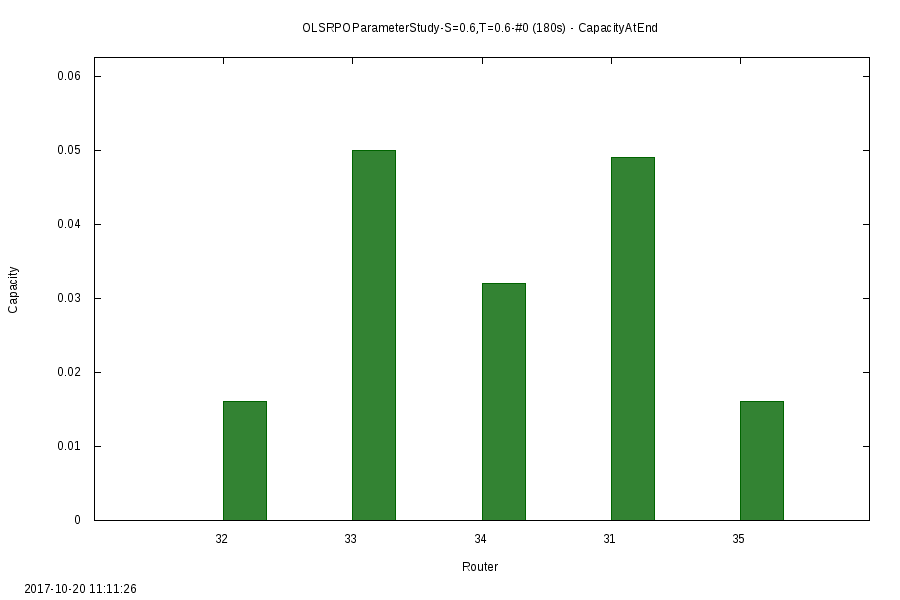 OLSRPOParameterStudy-S=0.6,T=0.6-#0 (180s) - CapacityAtEnd
0.06
0.05
0.04
0.03
0.02
0.01
0
Capacity
32 33 34 31 35
Router
2017-10-20 11:11:26